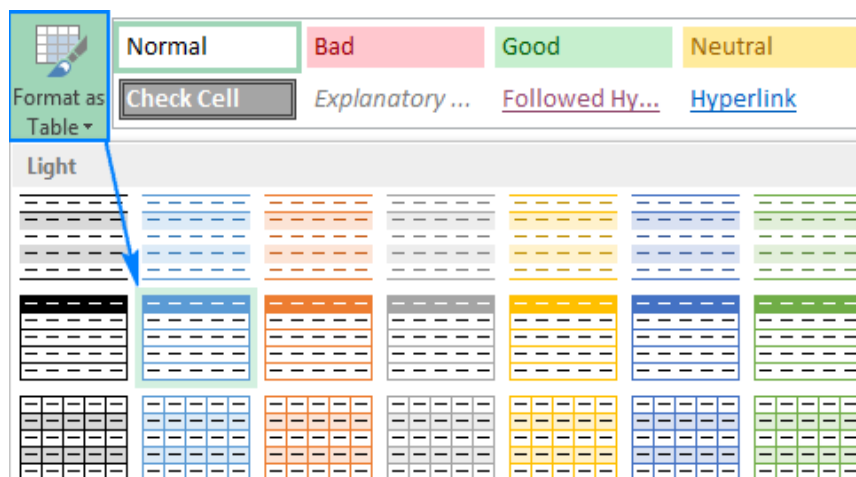 Normal Bad Good Neutral
Format as
Table
Check Cell Explanatory ... Followed Hy... Hyperlink
Light